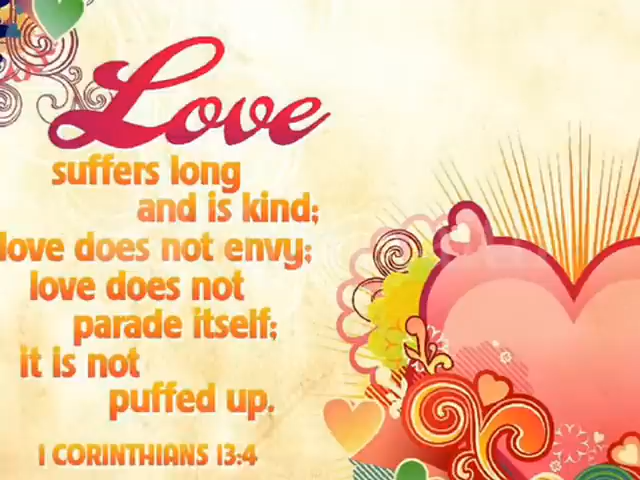 Love
suffers long
and is kind;
love does not envy;
love does not
parade itself;
it is not
puffed up.
1 CORINTHIANS 13:4